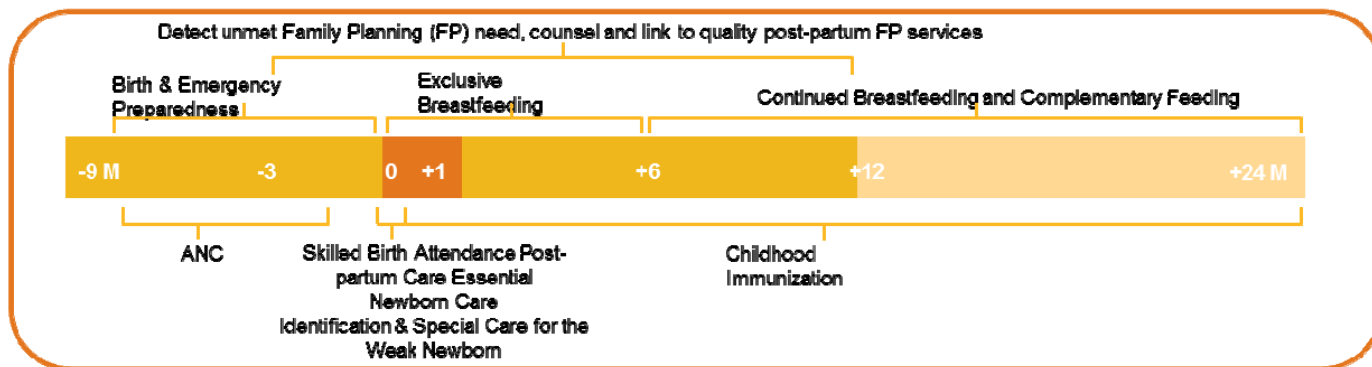 Detect unmet Family Planning (FP) need, counsel and link to quality post-partum FP services
Birth & Emergency
Preparedness
Exclusive
Breastfeeding
Continued Breastfeeding and Complementary Feeding
-9 M
-3
0
+1
+6
+12
+24 M
ANC
Skilled Birth Attendance Post-
partum Care Essential
Newborn Care
Identification & Special Care for the
Weak Newborn
Childhood
Immunization